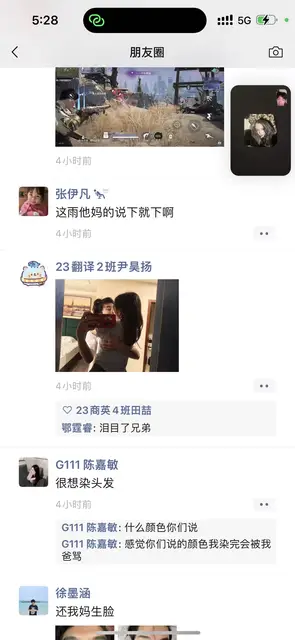 5:28
5G
朋友圈
4小时前
张伊凡🦖
这雨他妈的说下就下啊
4小时前
23翻译2班尹昊扬
4小时前
23商英4班田喆
鄂霆睿: 泪目了兄弟
G111 陈嘉敏
很想染头发
4小时前
G111 陈嘉敏: 什么颜色你们说
G111 陈嘉敏: 感觉你们说的颜色我染完会被我
爸骂
徐墨涵
还我妈生脸